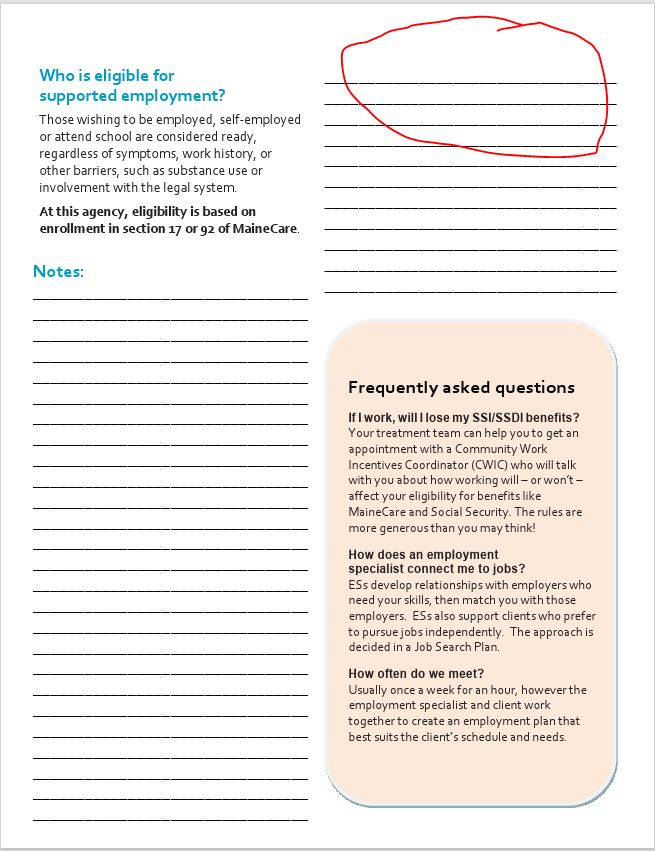 Who is eligible for
supported employment?
Those wishing to be employed, self-employed
or attend school are considered ready,
regardless of symptoms, work history, or
other barriers, such as substance use or
involvement with the legal system.
At this agency, eligibility is based on
enrollment in section 17 or 92 of MaineCare.
Notes:
Frequently asked questions
If I work, will I lose my SSI/SSDI benefits?
Your treatment team can help you to get an
appointment with a Community Work
Incentives Coordinator (CWIC) who will talk
with you about how working will – or won't –
affect your eligibility for benefits like
MaineCare and Social Security. The rules are
more generous than you may think!
How does an employment
specialist connect me to jobs?
ESs develop relationships with employers who
need your skills, then match you with those
employers.  ESs also support clients who prefer
to pursue jobs independently.  The approach is
decided in a Job Search Plan.
How often do we meet?
Usually once a week for an hour, however the
employment specialist and client work
together to create an employment plan that
best suits the client's schedule and needs.